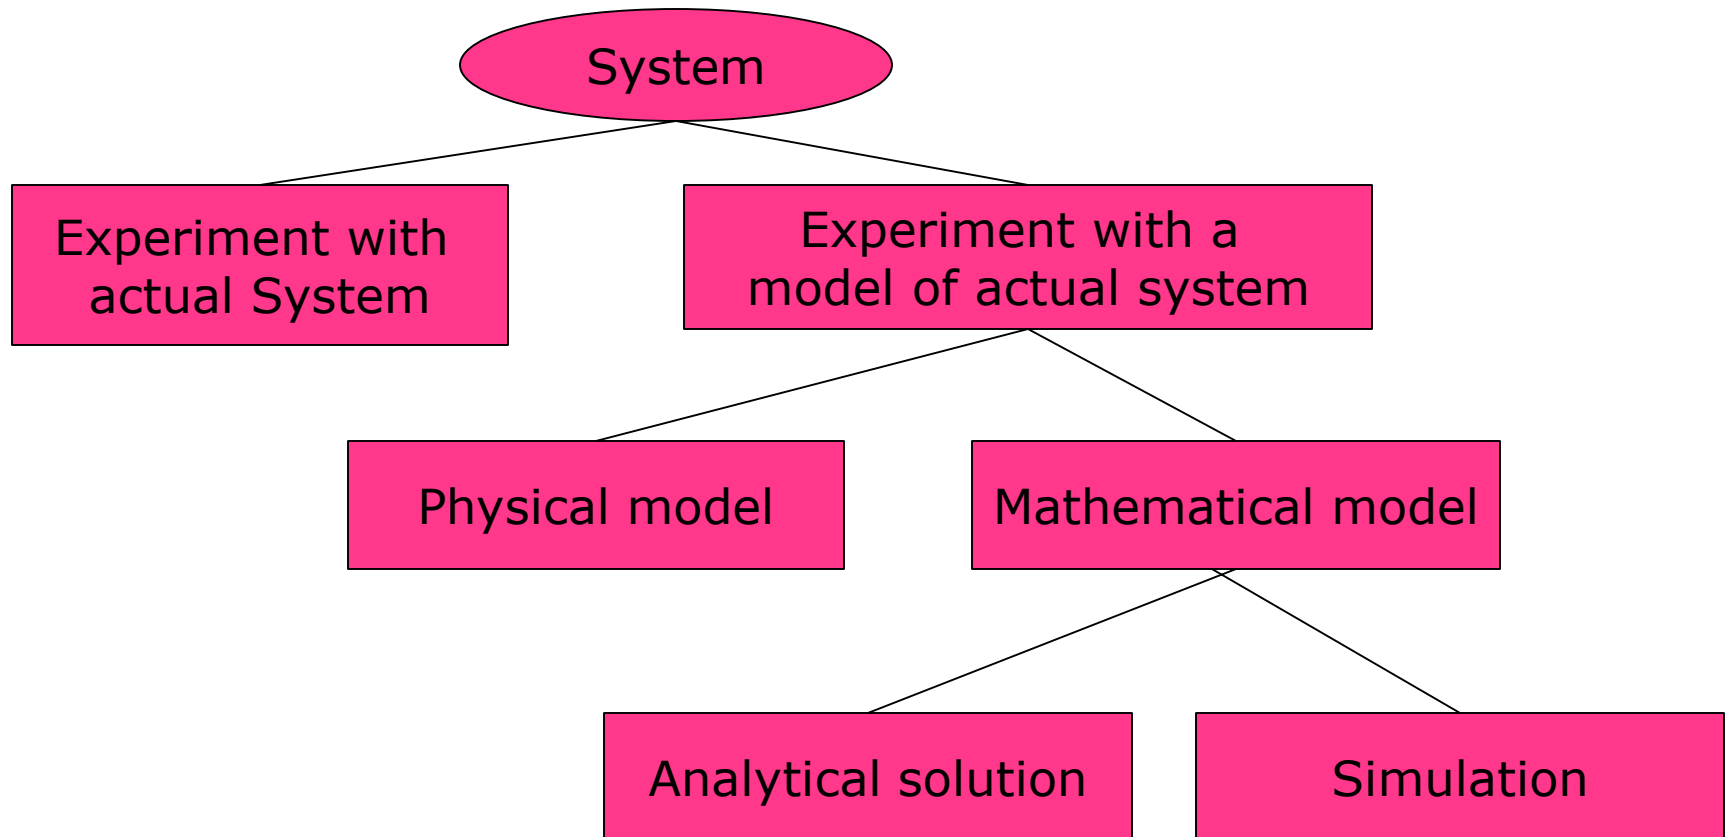 System
Experiment with
actual System
Experiment with a
model of actual system
Physical model
Mathematical model
Analytical solution
Simulation